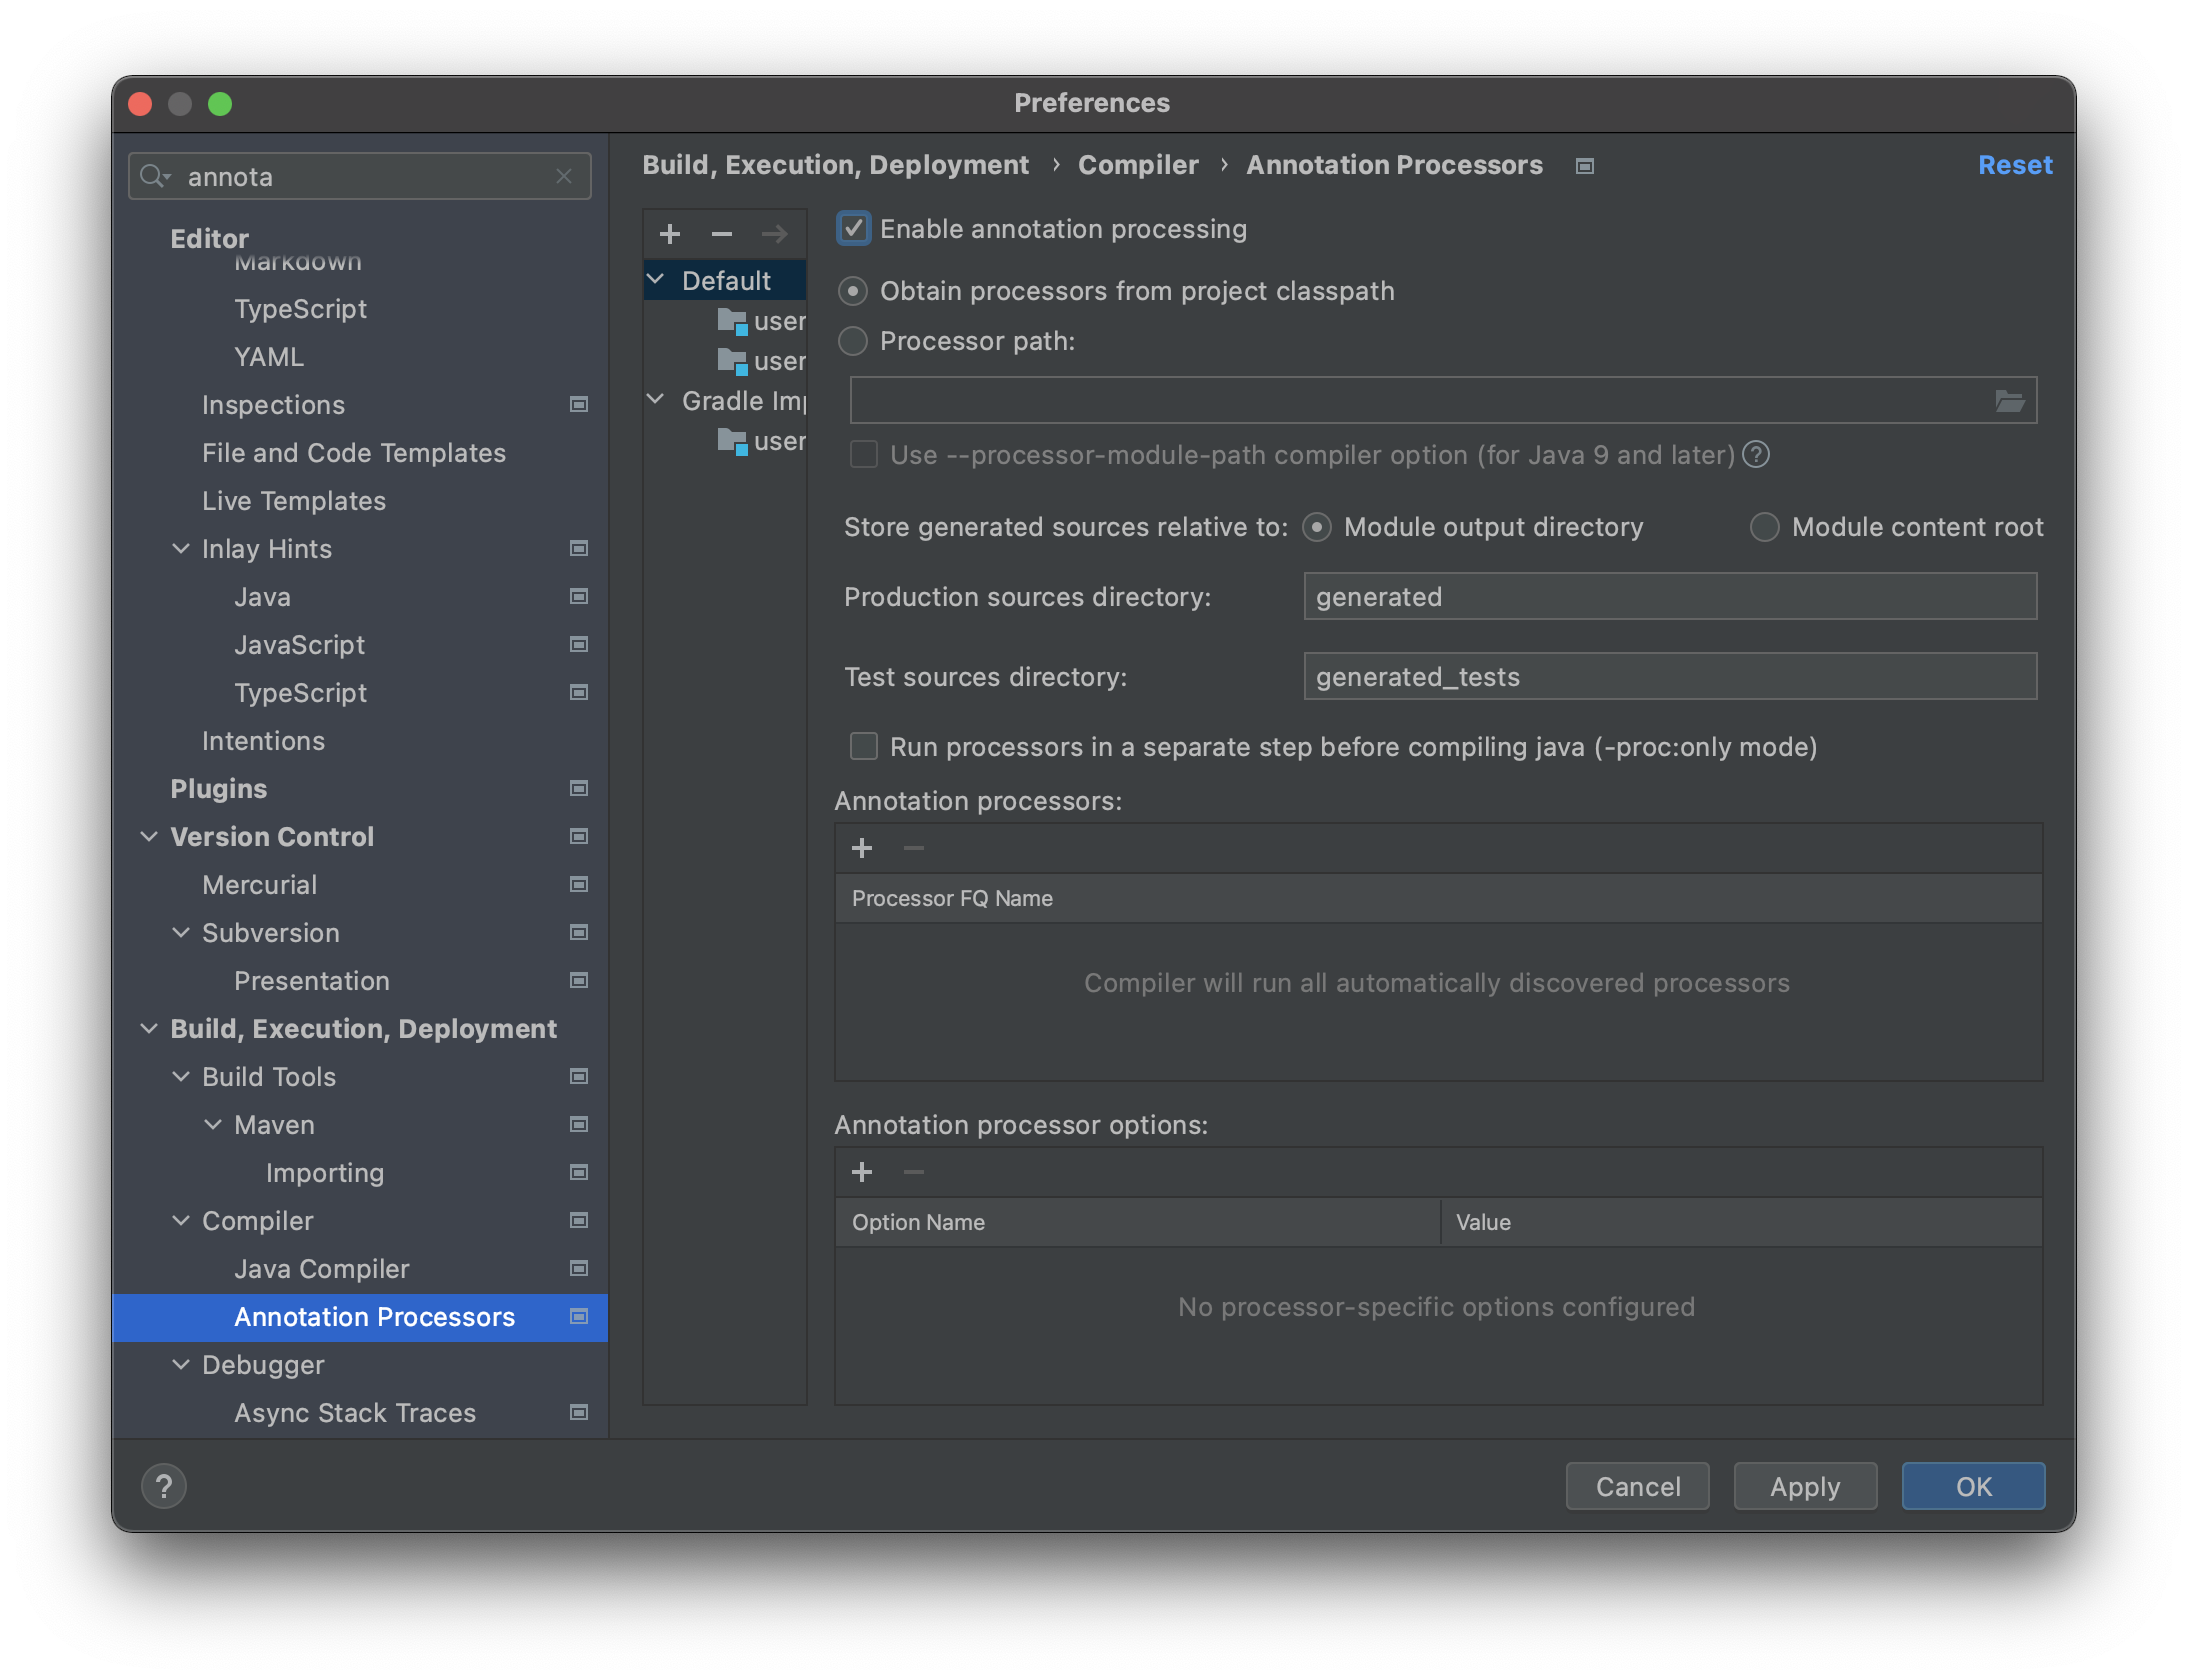 Preferences
annota
Editor
Markdown
TypeScript
YAML
Inspections
File and Code Templates
Live Templates
Inlay Hints
Java
JavaScript
TypeScript
Intentions
Plugins
Version Control
Mercurial
Subversion
Presentation
Build, Execution, Deployment
Build Tools
Maven
Importing
Compiler
Java Compiler
Annotation Processors
Debugger
Async Stack Traces
Build, Execution, Deployment › Compiler › Annotation Processors
Reset
Default
user
user
Gradle Imp
user
Enable annotation processing
Obtain processors from project classpath
Processor path:
Use --processor-module-path compiler option (for Java 9 and later) ?
Store generated sources relative to: Module output directory Module content root
Production sources directory: generated
Test sources directory: generated_tests
Run processors in a separate step before compiling java (-proc:only mode)
Annotation processors:
Processor FQ Name
Compiler will run all automatically discovered processors
Annotation processor options:
Option Name Value
No processor-specific options configured
? Cancel Apply OK